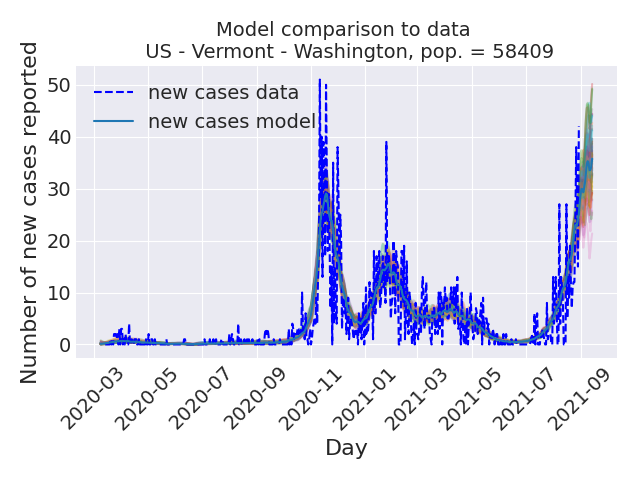 Model comparison to data
US - Vermont - Washington, pop. = 58409
Number of new cases reported
50
40
30
20
10
0
new cases data
new cases model
2020-03
2020-05
2020-07
2020-09
2020-11
2021-01
2021-03
2021-05
2021-07
2021-09
Day